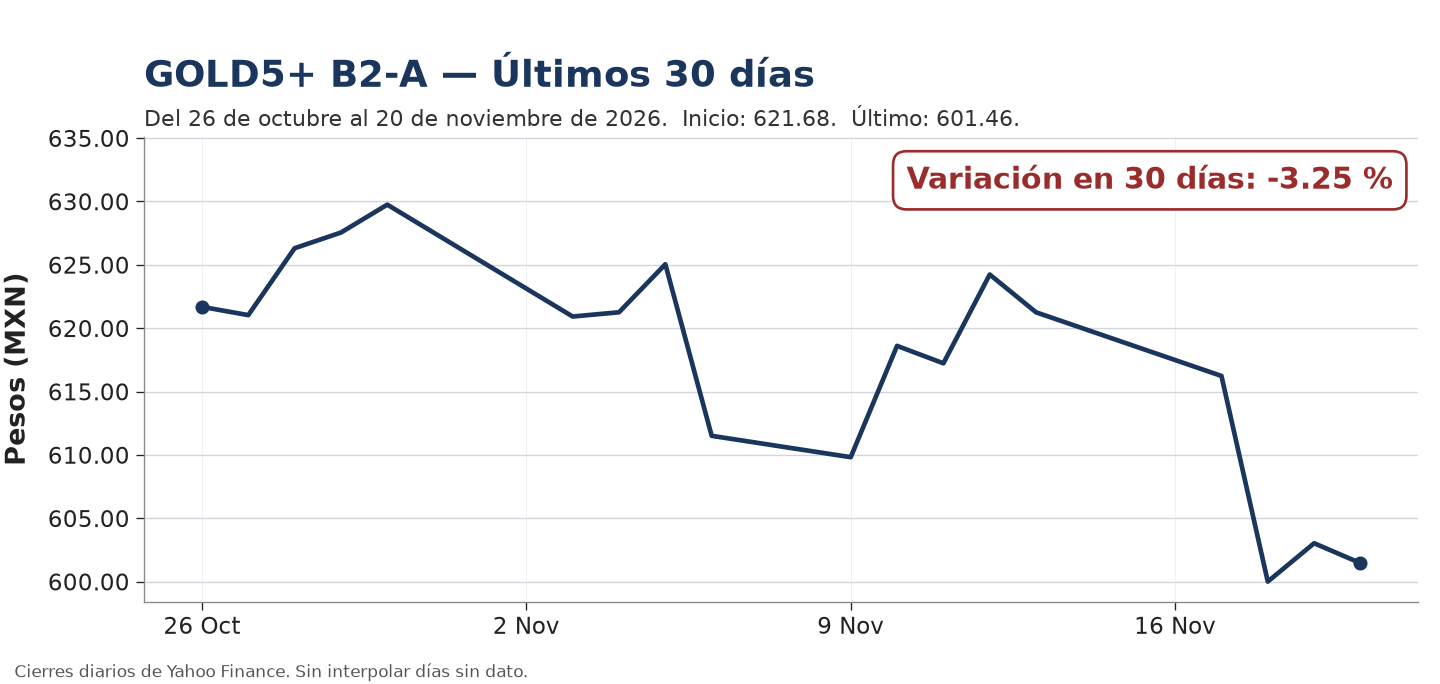 GOLD5+ B2-A — Últimos 30 días
Del 26 de octubre al 20 de noviembre de 2026.  Inicio: 621.68.  Último: 601.46.
Variación en 30 días: -3.25 %
Pesos (MXN)
635.00
630.00
625.00
620.00
615.00
610.00
605.00
600.00
26 Oct
2 Nov
9 Nov
16 Nov
Cierres diarios de Yahoo Finance. Sin interpolar días sin dato.